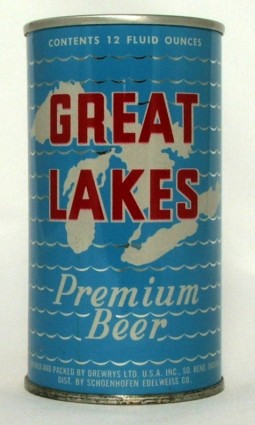 CONTENTS 12 FLUID OUNCES
GREAT
LAKES
Premium
Beer
AND PACKED BY DREWRYS LTD. U.S.A. INC., SO. BEND,
DIST. BY SCHOENHOFEN EDELWEISS CO.